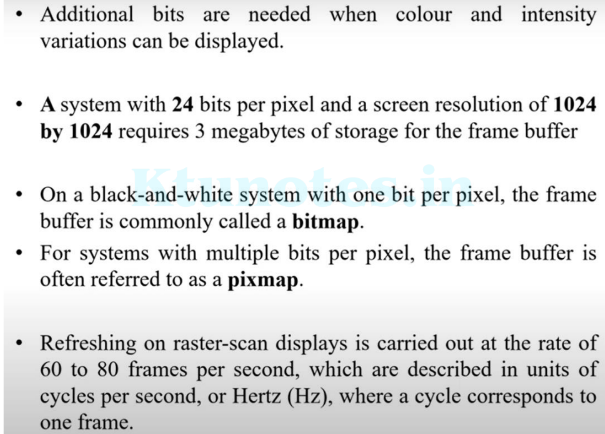 • Additional bits are needed when colour and intensity
variations can be displayed.
• A system with 24 bits per pixel and a screen resolution of 1024
by 1024 requires 3 megabytes of storage for the frame buffer
Ktunotes.in
• On a black-and-white system with one bit per pixel, the frame
buffer is commonly called a bitmap.
• For systems with multiple bits per pixel, the frame buffer is
often referred to as a pixmap.
• Refreshing on raster-scan displays is carried out at the rate of
60 to 80 frames per second, which are described in units of
cycles per second, or Hertz (Hz), where a cycle corresponds to
one frame.